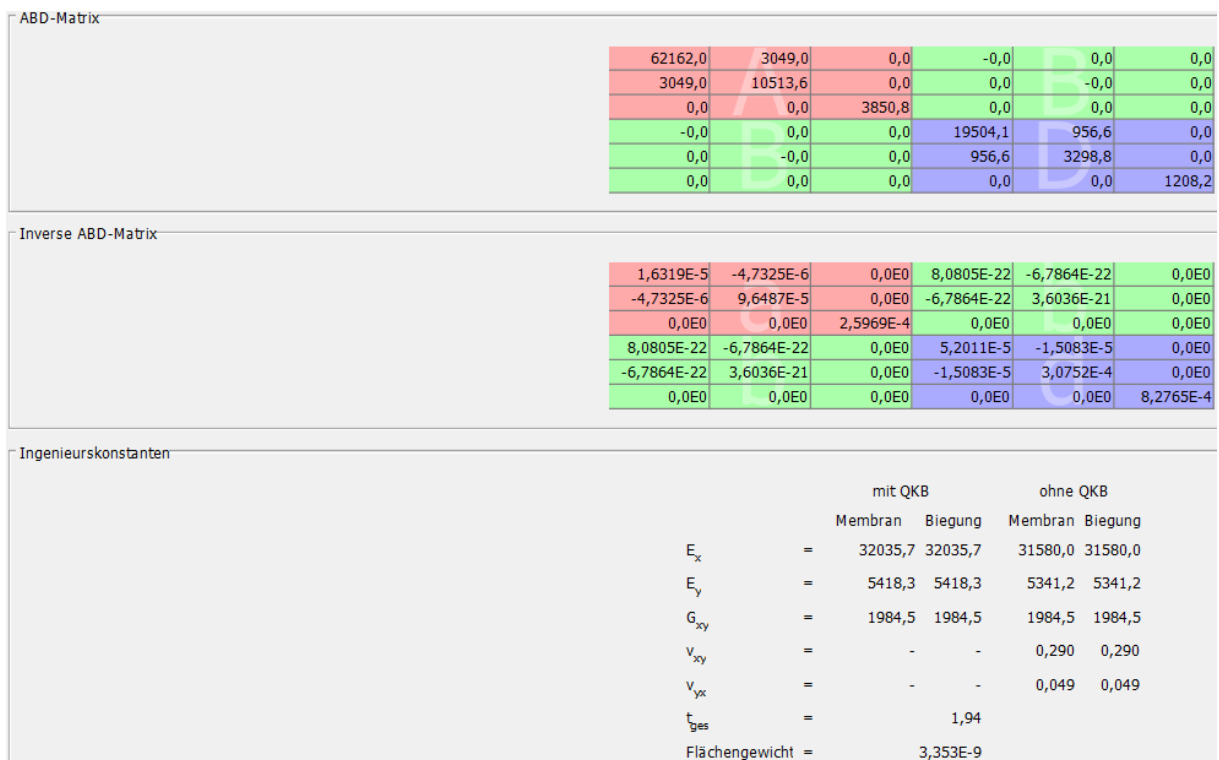 ABD-Matrix
62162,0 3049,0 0,0 -0,0 0,0 0,0
3049,0 10513,6 0,0 0,0 -0,0 0,0
0,0 0,0 3850,8 0,0 0,0 0,0
-0,0 0,0 0,0 19504,1 956,6 0,0
0,0 -0,0 0,0 956,6 3298,8 0,0
0,0 0,0 0,0 0,0 0,0 1208,2
A B
B D
Inverse ABD-Matrix
1,6319E-5 -4,7325E-6 0,0E0 8,0805E-22 -6,7864E-22 0,0E0
-4,7325E-6 9,6487E-5 0,0E0 -6,7864E-22 3,6036E-21 0,0E0
0,0E0 0,0E0 2,5969E-4 0,0E0 0,0E0 0,0E0
8,0805E-22 -6,7864E-22 0,0E0 5,2011E-5 -1,5083E-5 0,0E0
-6,7864E-22 3,6036E-21 0,0E0 -1,5083E-5 3,0752E-4 0,0E0
0,0E0 0,0E0 0,0E0 0,0E0 0,0E0 8,2765E-4
a b
b d
Ingenieurskonstanten
mit QKB ohne QKB
Membran Biegung Membran Biegung
Ex = 32035,7 32035,7 31580,0 31580,0
Ey = 5418,3 5418,3 5341,2 5341,2
Gxy = 1984,5 1984,5 1984,5 1984,5
vxy = - - 0,290 0,290
vyx = - - 0,049 0,049
tges = 1,94
Flächengewicht = 3,353E-9